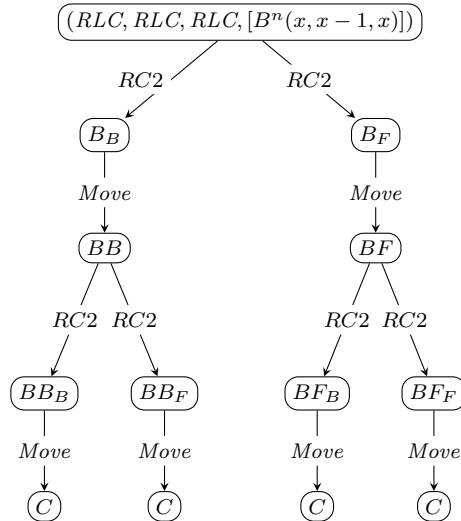 (RLC, RLC, RLC, [Bⁿ(x, x − 1, x)])
RC2 RC2
B_B B_F
Move Move
BB BF
RC2 RC2 RC2 RC2
BB_B BB_F BF_B BF_F
Move Move Move Move
C C C C